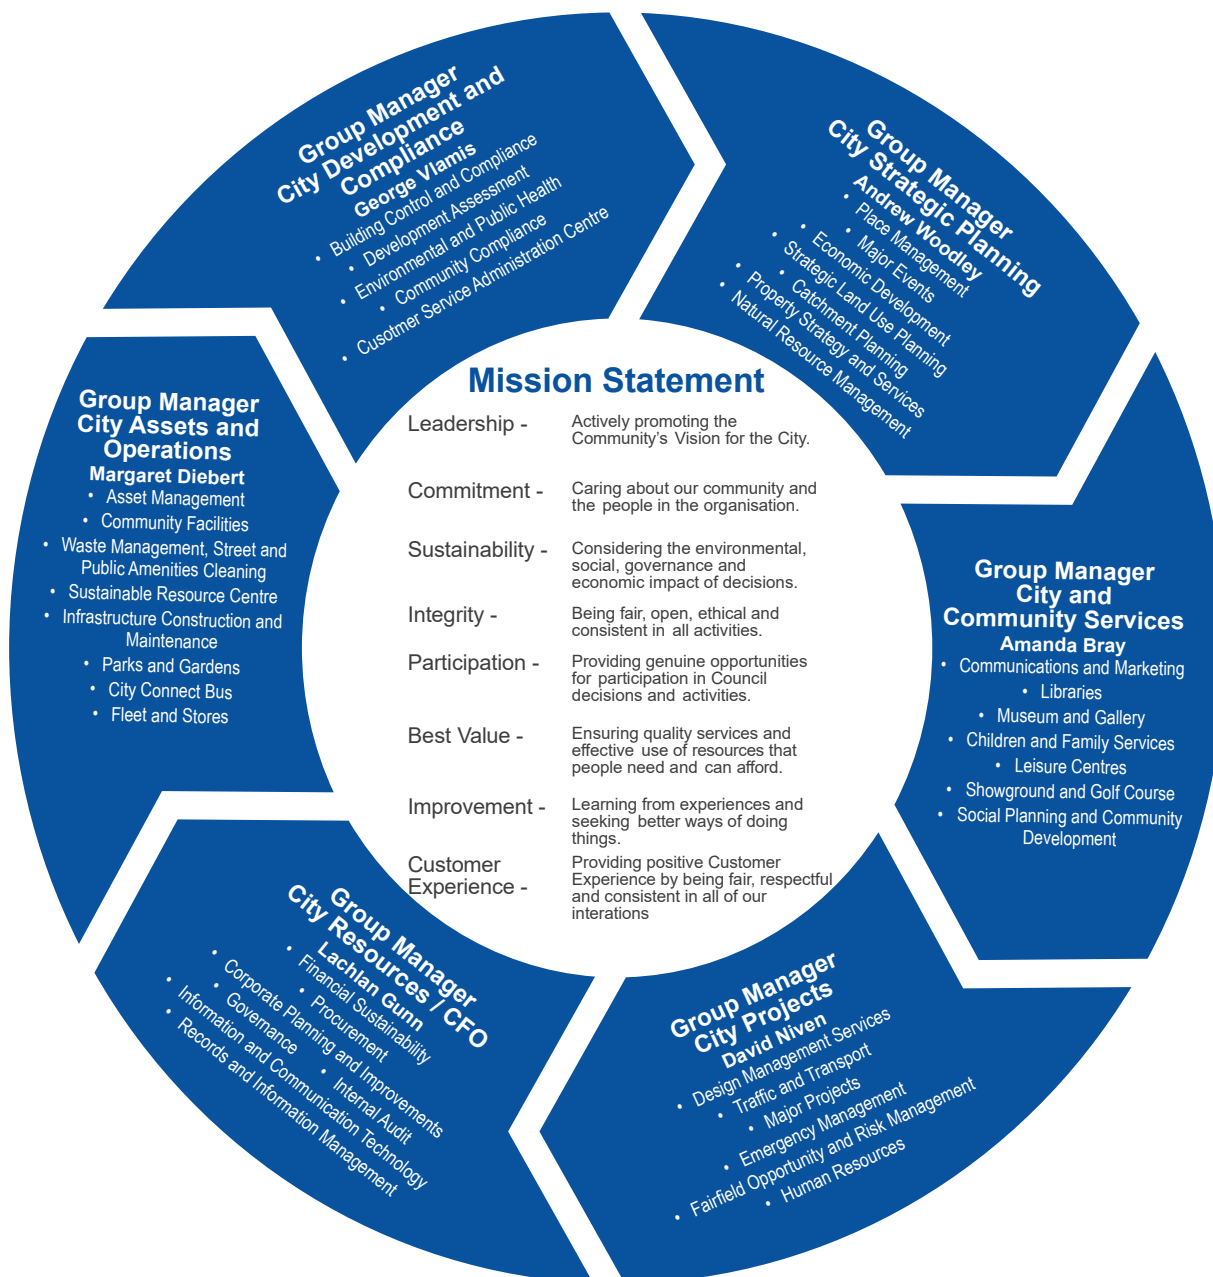 Group Manager
City Development and
Compliance
George Vlamis
• Building Control and Compliance
• Development Assessment
• Environmental and Public Health
• Community Compliance
• Cusotmer Service Administration Centre
Group Manager
City Strategic Planning
Andrew Woodley
• Place Management
• Major Events
• Economic Development
• Strategic Land Use Planning
• Catchment Planning
• Property Strategy and Services
• Natural Resource Management
Group Manager
City and
Community Services
Amanda Bray
• Communications and Marketing
• Libraries
• Museum and Gallery
• Children and Family Services
• Leisure Centres
• Showground and Golf Course
• Social Planning and Community
Development
Group Manager
City Projects
David Niven
• Design Management Services
• Traffic and Transport
• Major Projects
• Emergency Management
• Fairfield Opportunity and Risk Management
• Human Resources
Group Manager
City Resources / CFO
Lachlan Gunn
• Financial Sustainability
• Procurement
• Corporate Planning and Improvements
• Governance • Internal Audit
• Information and Communication Technology
• Records and Information Management
Group Manager
City Assets and
Operations
Margaret Diebert
• Asset Management
• Community Facilities
• Waste Management, Street and
Public Amenities Cleaning
• Sustainable Resource Centre
• Infrastructure Construction and
Maintenance
• Parks and Gardens
• City Connect Bus
• Fleet and Stores
Mission Statement
Leadership - Actively promoting the
Community's Vision for the City.
Commitment - Caring about our community and
the people in the organisation.
Sustainability - Considering the environmental,
social, governance and
economic impact of decisions.
Integrity - Being fair, open, ethical and
consistent in all activities.
Participation - Providing genuine opportunities
for participation in Council
decisions and activities.
Best Value - Ensuring quality services and
effective use of resources that
people need and can afford.
Improvement - Learning from experiences and
seeking better ways of doing
things.
Customer
Experience - Providing positive Customer
Experience by being fair, respectful
and consistent in all of our
interations